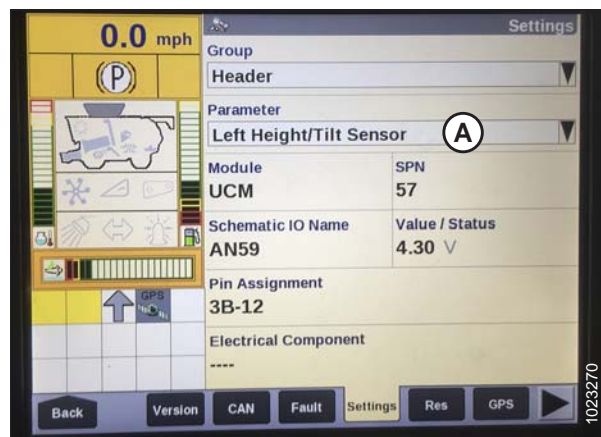 0.0 mph
Settings
(P)
Group
Header
Parameter
Left Height/Tilt Sensor
A
Module
SPN
UCM
57
Schematic IO Name
Value / Status
AN59
4.30 V
GPS
Pin Assignment
3B-12
Electrical Component
----
Back
Version
CAN
Fault
Settings
Res
GPS
1023270